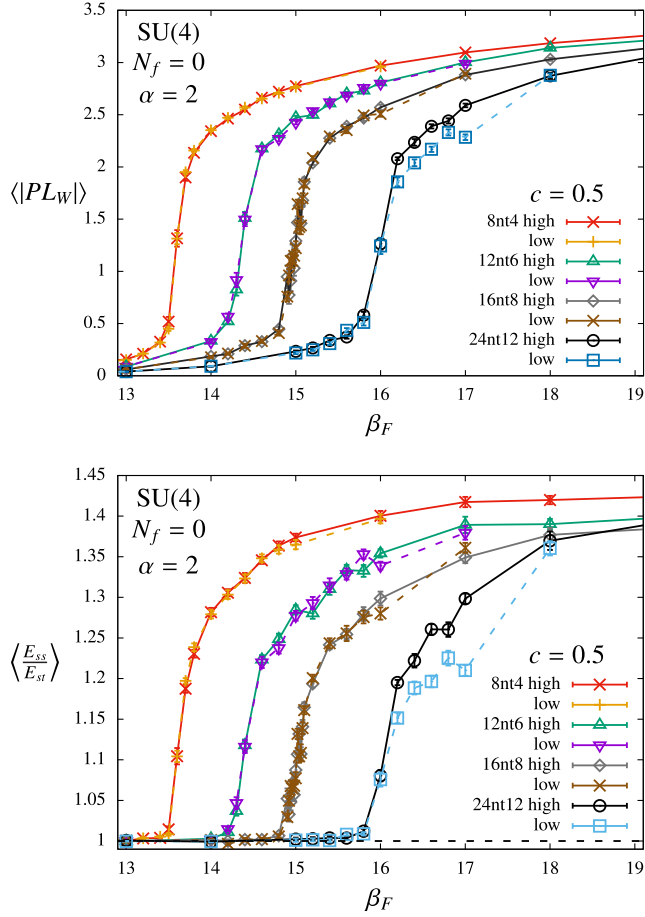 3.5
3
2.5
2
1.5
1
0.5
0
⟨|PL_W|⟩
SU(4)
N_f = 0
α = 2
c = 0.5
8nt4 high
low
12nt6 high
low
16nt8 high
low
24nt12 high
low
13 14 15 16 17 18 19
β_F
1.45
1.4
1.35
1.3
1.25
1.2
1.15
1.1
1.05
1
⟨E_ss/E_st⟩
SU(4)
N_f = 0
α = 2
c = 0.5
8nt4 high
low
12nt6 high
low
16nt8 high
low
24nt12 high
low
13 14 15 16 17 18 19
β_F